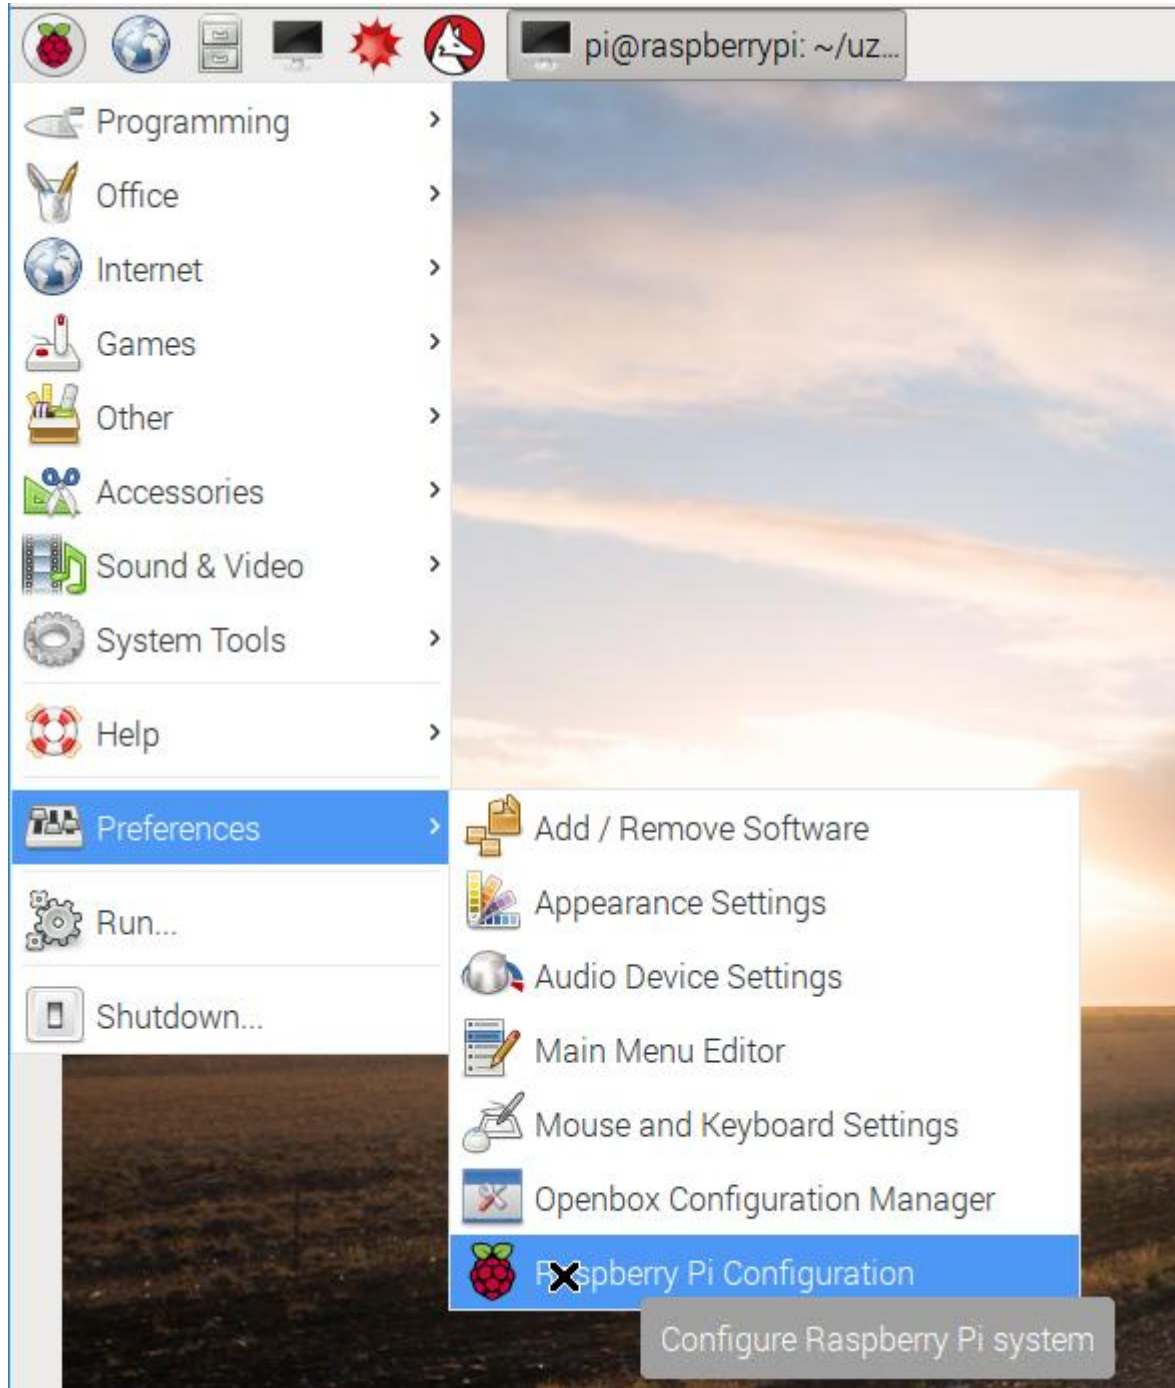 pi@raspberrypi: ~/uz...
Programming
Office
Internet
Games
Other
Accessories
Sound & Video
System Tools
Help
Preferences
Run...
Shutdown...
Add / Remove Software
Appearance Settings
Audio Device Settings
Main Menu Editor
Mouse and Keyboard Settings
Openbox Configuration Manager
Raspberry Pi Configuration
Configure Raspberry Pi system